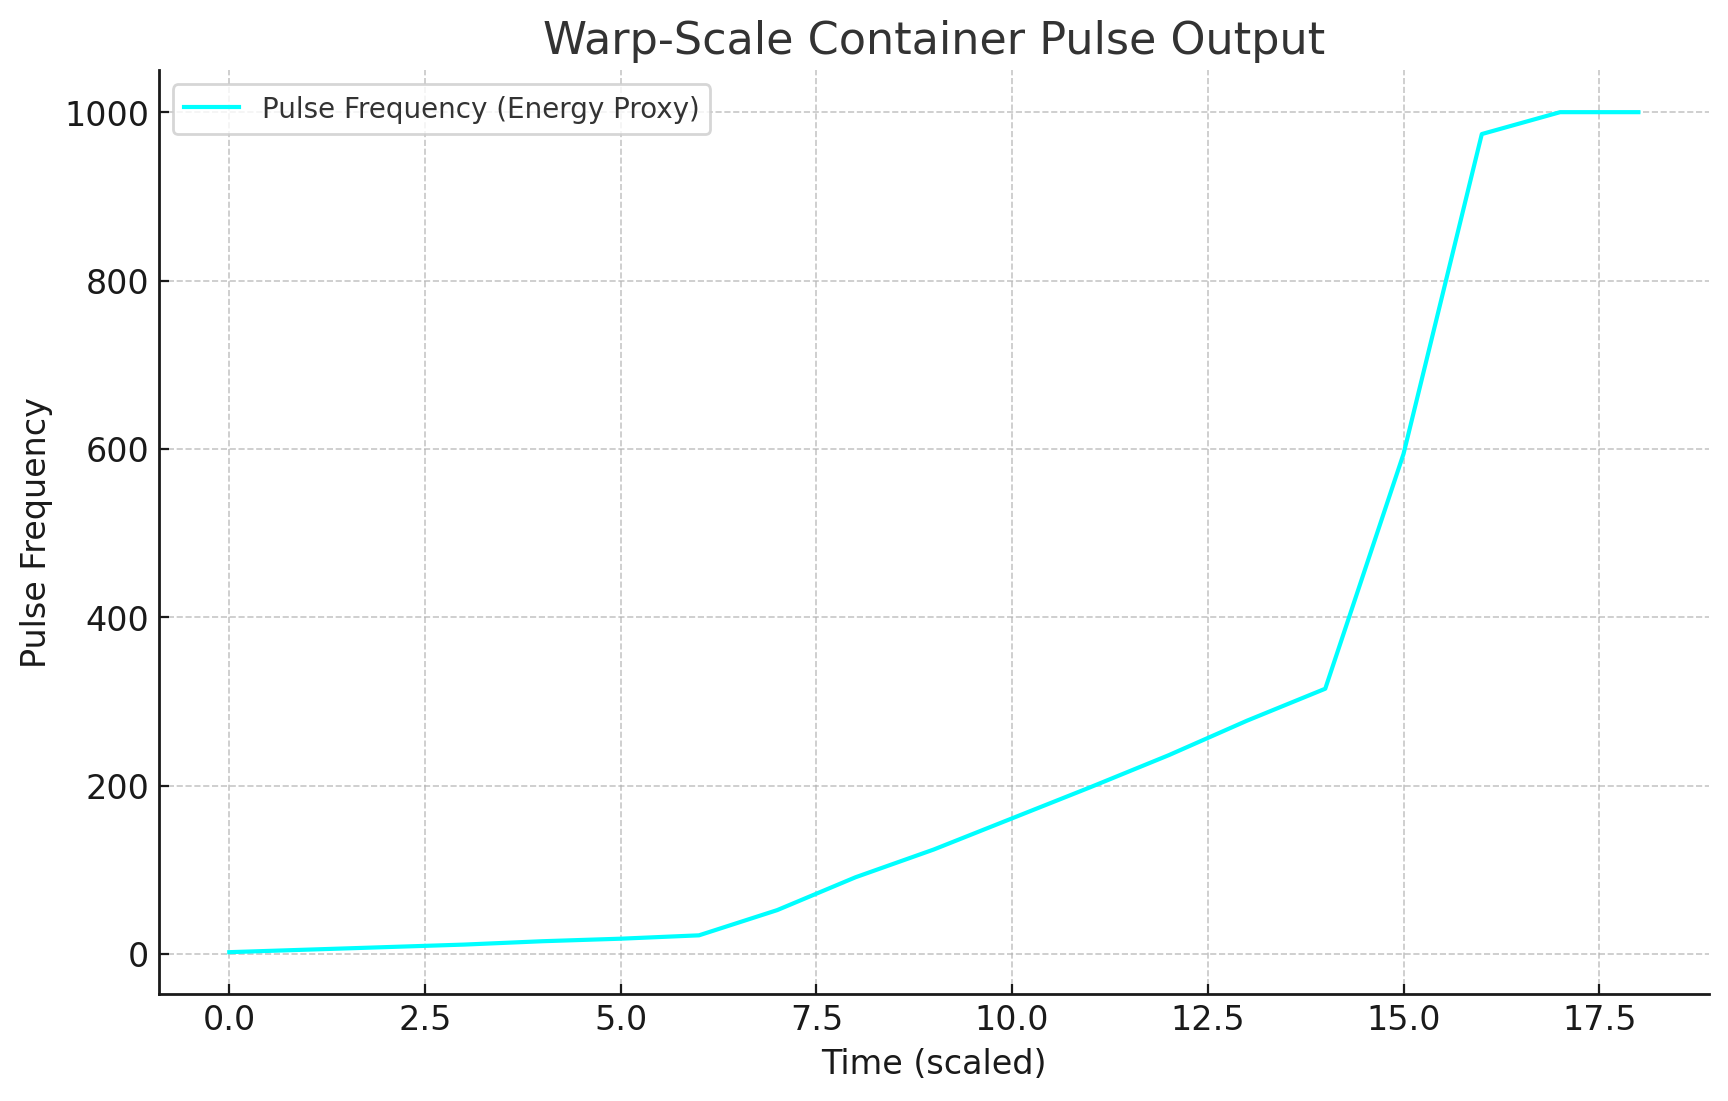 Warp-Scale Container Pulse Output
Pulse Frequency (Energy Proxy)
Pulse Frequency
1000
800
600
400
200
0
0.0 2.5 5.0 7.5 10.0 12.5 15.0 17.5
Time (scaled)